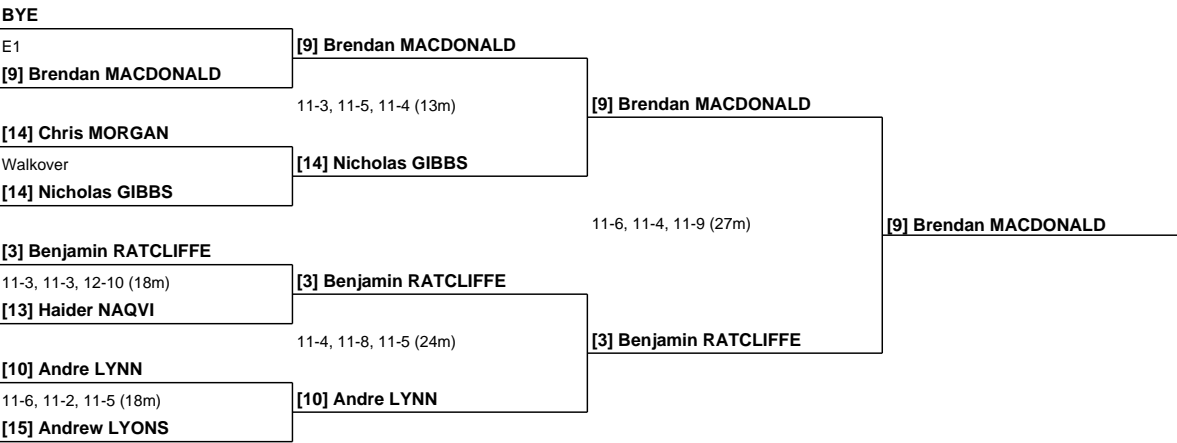 BYE
E1
[9] Brendan MACDONALD
[9] Brendan MACDONALD
11-3, 11-5, 11-4 (13m)
[9] Brendan MACDONALD
[14] Chris MORGAN
Walkover
[14] Nicholas GIBBS
[14] Nicholas GIBBS
11-6, 11-4, 11-9 (27m)
[9] Brendan MACDONALD
[3] Benjamin RATCLIFFE
11-3, 11-3, 12-10 (18m)
[3] Benjamin RATCLIFFE
[13] Haider NAQVI
11-4, 11-8, 11-5 (24m)
[3] Benjamin RATCLIFFE
[10] Andre LYNN
11-6, 11-2, 11-5 (18m)
[10] Andre LYNN
[15] Andrew LYONS